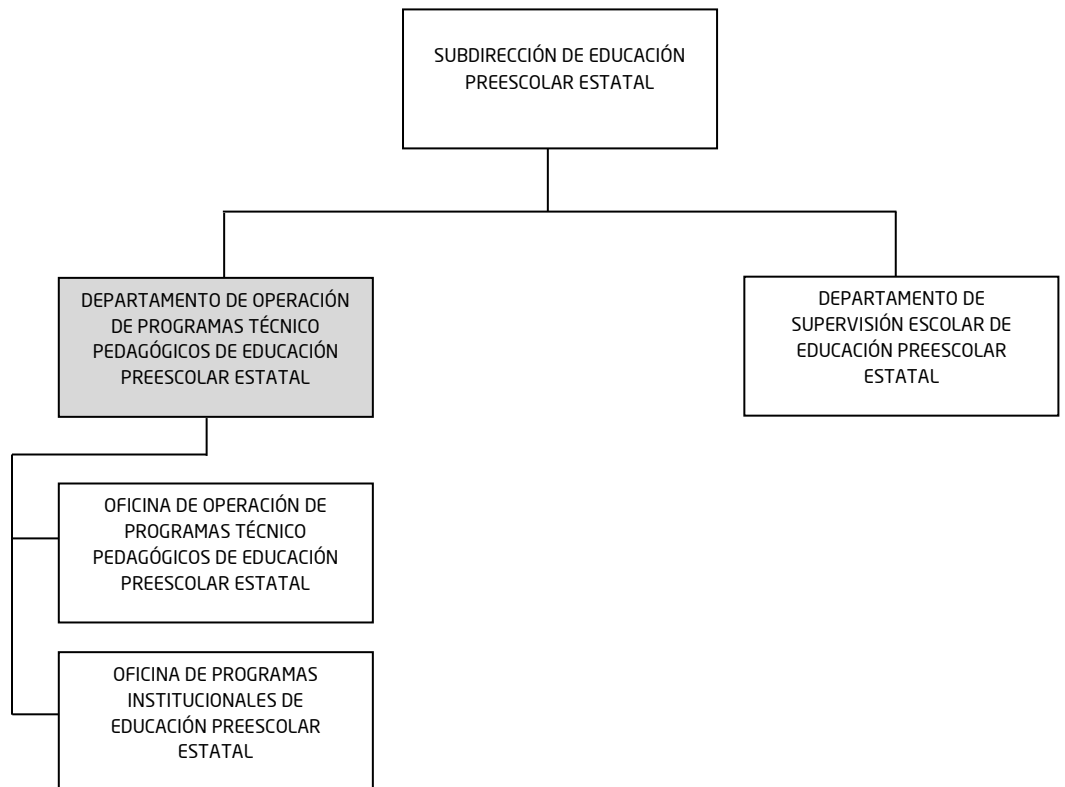 SUBDIRECCIÓN DE EDUCACIÓN
PREESCOLAR ESTATAL
DEPARTAMENTO DE OPERACIÓN
DE PROGRAMAS TÉCNICO
PEDAGÓGICOS DE EDUCACIÓN
PREESCOLAR ESTATAL
DEPARTAMENTO DE
SUPERVISIÓN ESCOLAR DE
EDUCACIÓN PREESCOLAR
ESTATAL
OFICINA DE OPERACIÓN DE
PROGRAMAS TÉCNICO
PEDAGÓGICOS DE EDUCACIÓN
PREESCOLAR ESTATAL
OFICINA DE PROGRAMAS
INSTITUCIONALES DE
EDUCACIÓN PREESCOLAR
ESTATAL